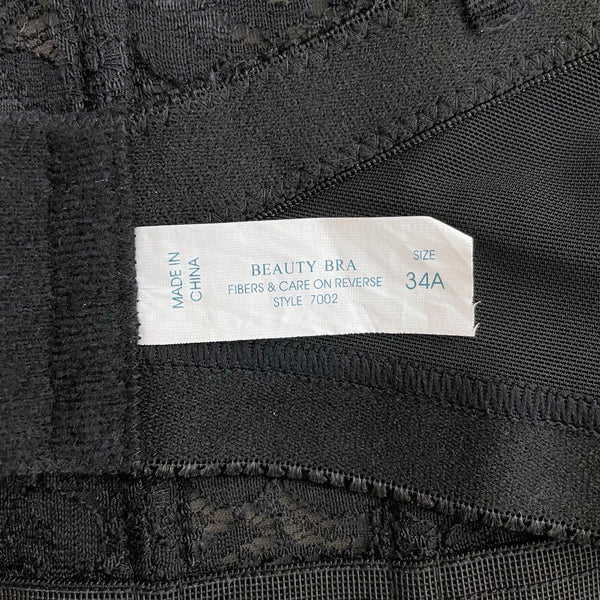 MADE IN
CHINA
BEAUTY BRA
FIBERS & CARE ON REVERSE
STYLE 7002
SIZE
34A